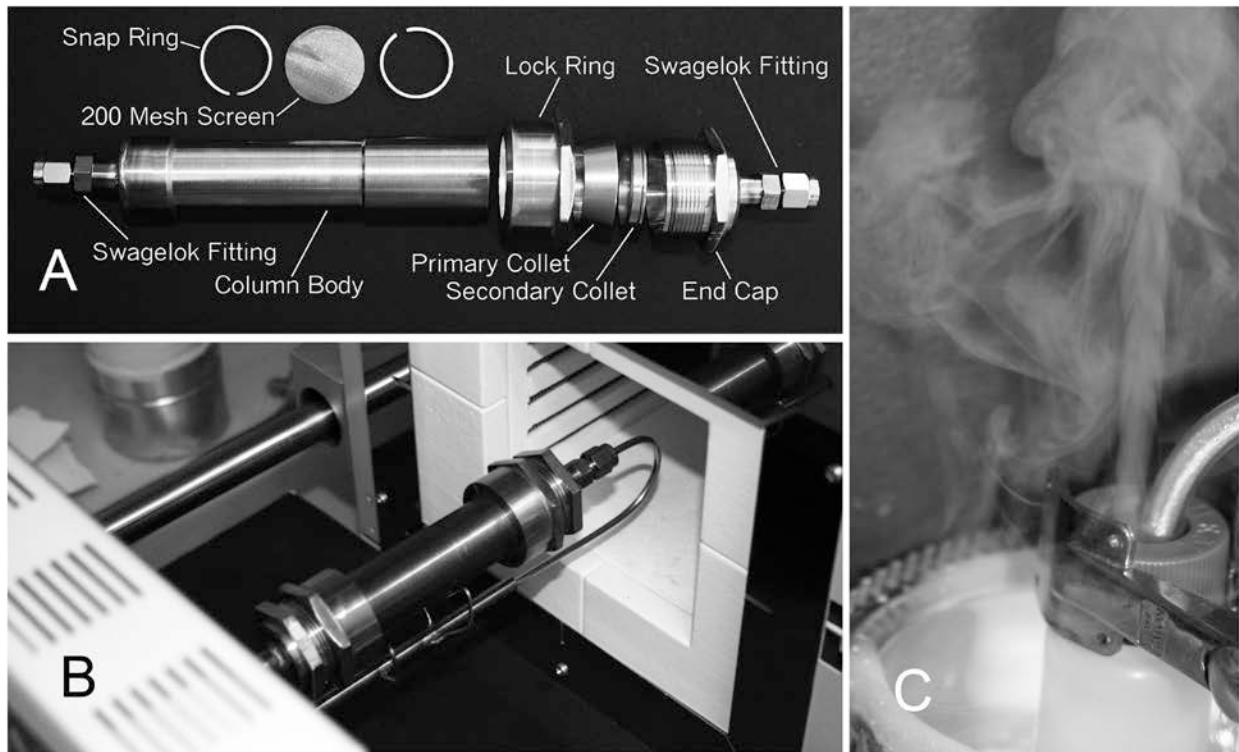 Snap Ring
200 Mesh Screen
Lock Ring
Swagelok Fitting
Swagelok Fitting
Column Body
Primary Collet
Secondary Collet
End Cap
A
B
C